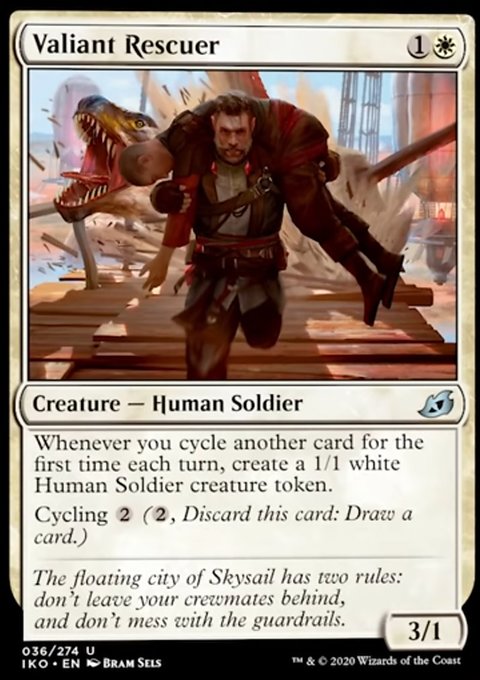 Valiant Rescuer 1
Creature — Human Soldier
Whenever you cycle another card for the
first time each turn, create a 1/1 white
Human Soldier creature token.
Cycling 2 (2, Discard this card: Draw a
card.)
The floating city of Skysail has two rules:
don't leave your crewmates behind,
and don't mess with the guardrails.
3/1
036/274 U
IKO • EN Bram Sels
™ & © 2020 Wizards of the Coast